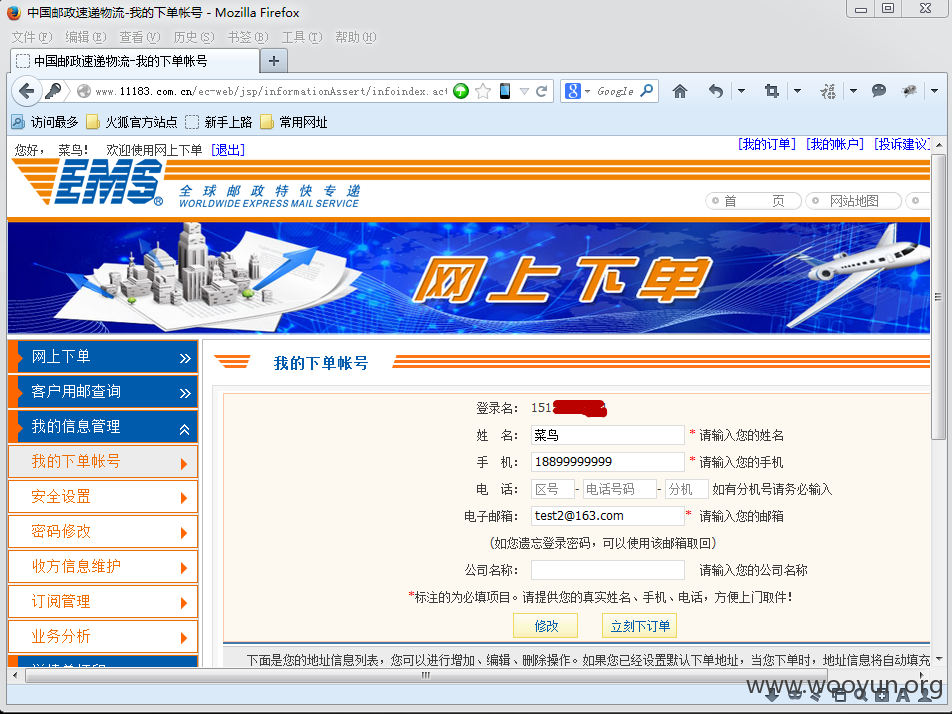 中国邮政速递物流-我的下单帐号 - Mozilla Firefox
文件(F) 编辑(E) 查看(V) 历史(S) 书签(B) 工具(T) 帮助(H)
中国邮政速递物流-我的下单帐号
www.11183.com.cn/ec-web/jsp/informationAssert/infoindex.act
Google
访问最多 火狐官方站点 新手上路 常用网址
您好， 菜鸟！ 欢迎使用网上下单 [退出]
[我的订单] [我的帐户] [投诉建议]
EMS®
全球邮政特快专递
WORLDWIDE EXPRESS MAIL SERVICE
首 页 网站地图
网上下单
网上下单
客户用邮查询
我的信息管理
我的下单帐号
安全设置
密码修改
收方信息维护
订阅管理
业务分析
我的下单帐号
登录名： 151
姓 名： 菜鸟 * 请输入您的姓名
手 机： 18899999999 * 请输入您的手机
电 话： 区号 - 电话号码 - 分机 如有分机号请务必输入
电子邮箱： test2@163.com * 请输入您的邮箱
（如您遗忘登录密码，可以使用该邮箱取回）
公司名称： 请输入您的公司名称
*标注的为必填项目。请提供您的真实姓名、手机、电话，方便上门取件！
修改 立刻下订单
下面是您的地址信息列表，您可以进行增加、编辑、删除操作。如果您已经设置默认下单地址，当您下单时，地址信息将自动填充
www.wooyun.org